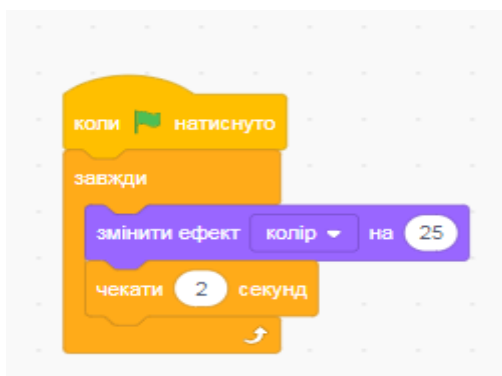 коли натиснуто
завжди
змінити ефект колір на 25
чекати 2 секунд